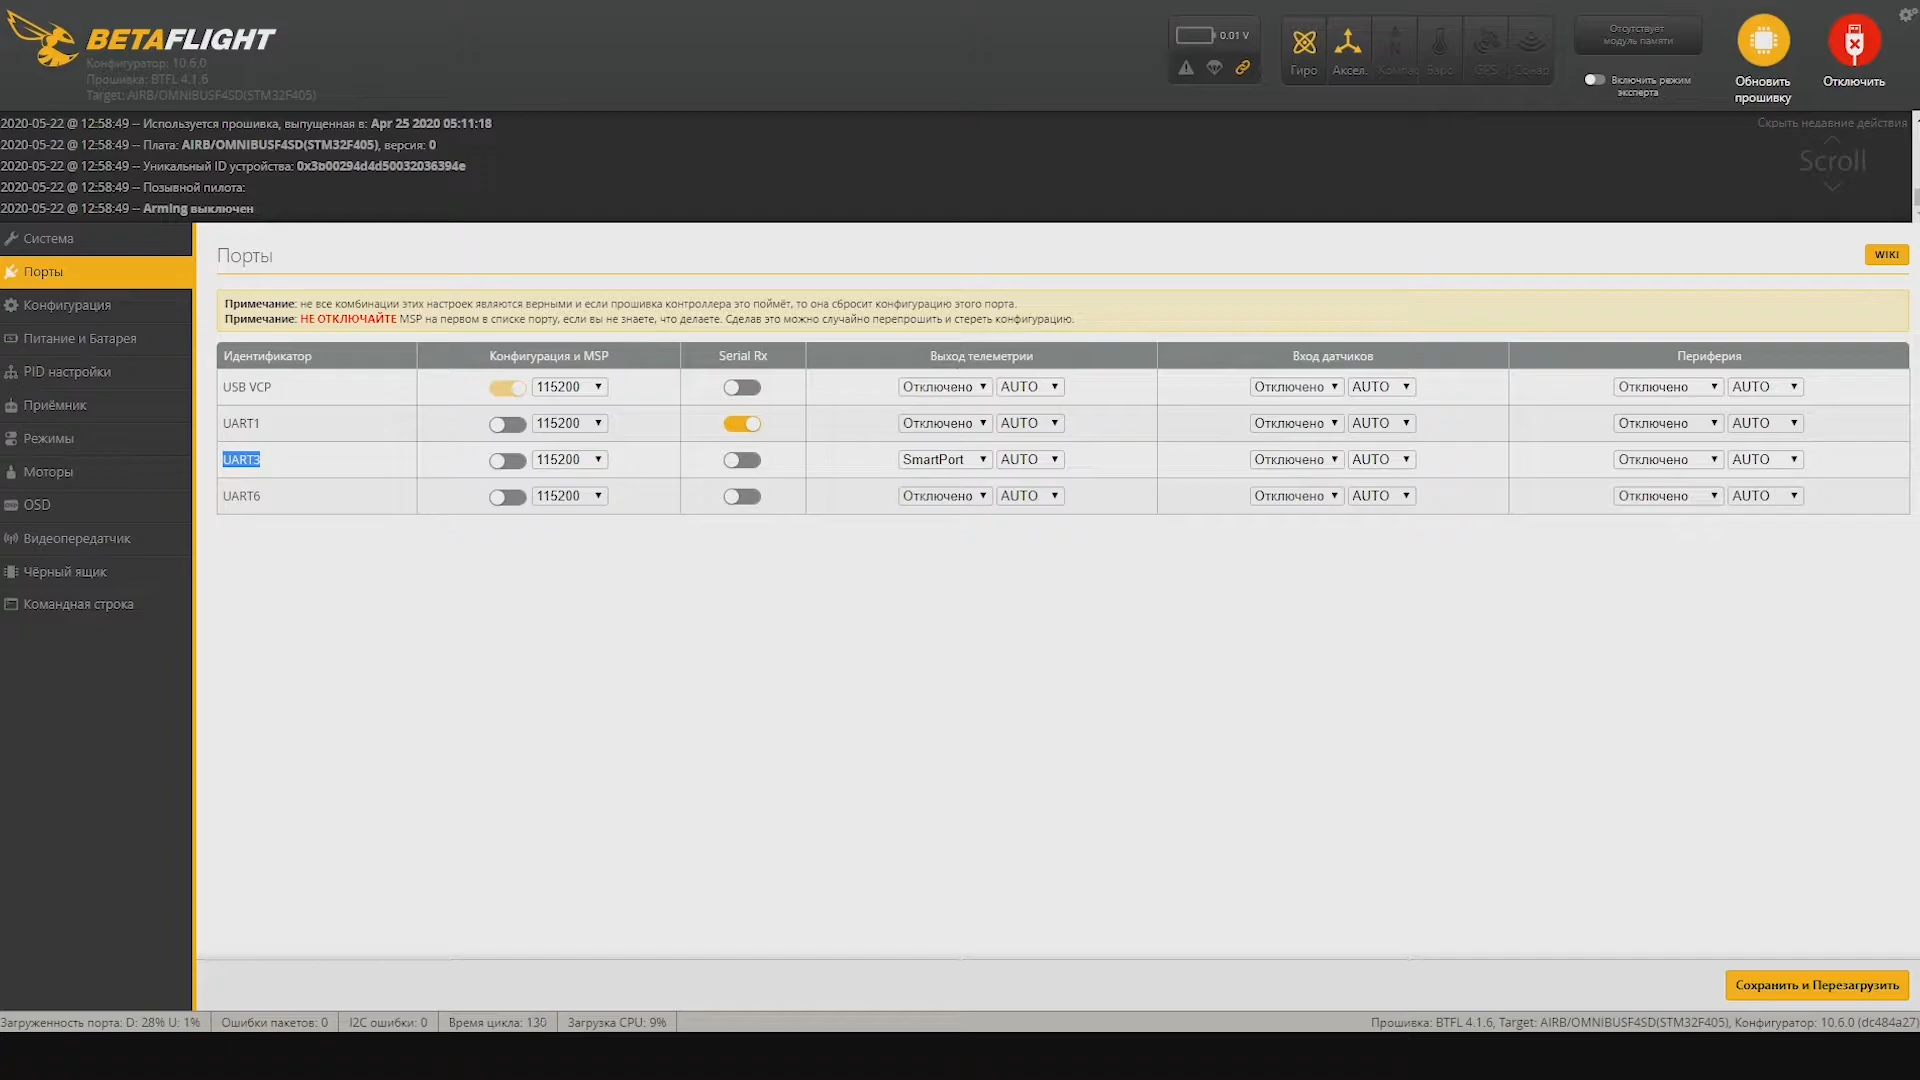 BETAFLIGHT
Конфигуратор: 10.6.0
Прошивка: BTFL 4.1.6
Target: AIRB/OMNIBUSF4SD(STM32F405)
0.01 V
Гиро
Аксел.
Компас
Баро
GPS
Сонар
Отсутствует
модуль памяти
Включить режим
эксперта
Обновить
прошивку
Отключить
2020-05-22 @ 12:58:49 -- Используется прошивка, выпущенная в: Apr 25 2020 05:11:18
2020-05-22 @ 12:58:49 -- Плата: AIRB/OMNIBUSF4SD(STM32F405), версия: 0
2020-05-22 @ 12:58:49 -- Уникальный ID устройства: 0x3b00294d4d50032036394e
2020-05-22 @ 12:58:49 -- Позывной пилота:
2020-05-22 @ 12:58:49 -- Arming выключен
Скрыть недавние действия
Scroll
Система
Порты
Конфигурация
Питание и Батарея
PID настройки
Приёмник
Режимы
Моторы
OSD
Видеопередатчик
Чёрный ящик
Командная строка
Порты
WIKI
Примечание: не все комбинации этих настроек являются верными и если прошивка контроллера это поймёт, то она сбросит конфигурацию этого порта.
Примечание: НЕ ОТКЛЮЧАЙТЕ MSP на первом в списке порту, если вы не знаете, что делаете. Сделав это можно случайно перепрошить и стереть конфигурацию.
Идентификатор Конфигурация и MSP Serial Rx Выход телеметрии Вход датчиков Периферия
USB VCP 115200 Отключено AUTO Отключено AUTO Отключено AUTO
UART1 115200 Отключено AUTO Отключено AUTO Отключено AUTO
UART3 115200 SmartPort AUTO Отключено AUTO Отключено AUTO
UART6 115200 Отключено AUTO Отключено AUTO Отключено AUTO
Сохранить и Перезагрузить
Загруженность порта: D: 28% U: 1% Ошибки пакетов: 0 I2C ошибки: 0 Время цикла: 130 Загрузка CPU: 9% Прошивка: BTFL 4.1.6, Target: AIRB/OMNIBUSF4SD(STM32F405), Конфигуратор: 10.6.0 (dc484a27)